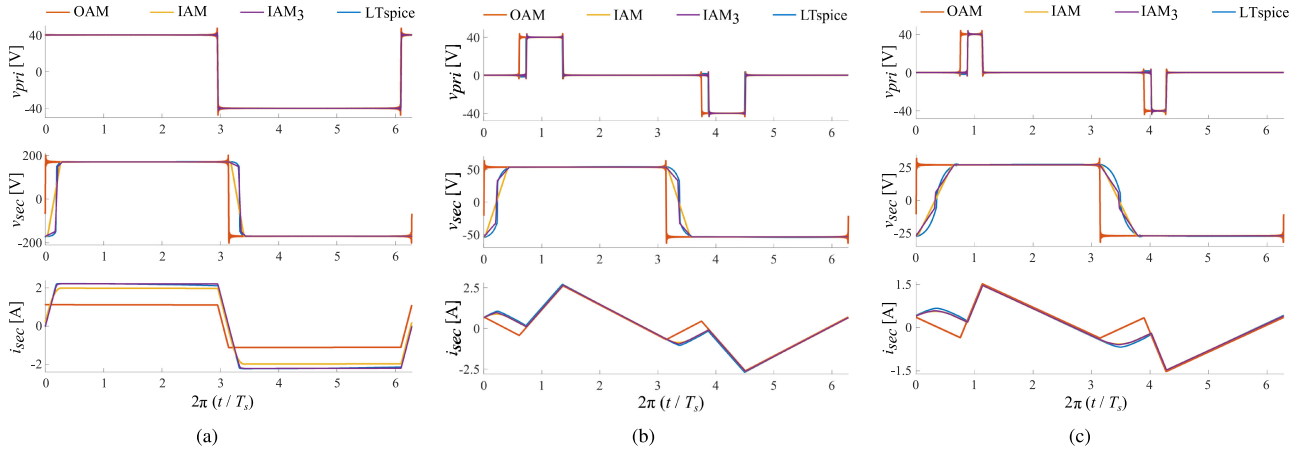 OAM IAM IAM3 LTspice
vpri [V]
40
0
-40
0 1 2 3 4 5 6
vsec [V]
200
0
-200
0 1 2 3 4 5 6
isec [A]
2
0
-2
0 1 2 3 4 5 6
2π (t / Ts)
(a)
OAM IAM IAM3 LTspice
vpri [V]
40
0
-40
0 1 2 3 4 5 6
vsec [V]
50
0
-50
0 1 2 3 4 5 6
isec [A]
2.5
0
-2.5
0 1 2 3 4 5 6
2π (t / Ts)
(b)
OAM IAM IAM3 LTspice
vpri [V]
40
0
-40
0 1 2 3 4 5 6
vsec [V]
25
0
-25
0 1 2 3 4 5 6
isec [A]
1.5
0
-1.5
0 1 2 3 4 5 6
2π (t / Ts)
(c)